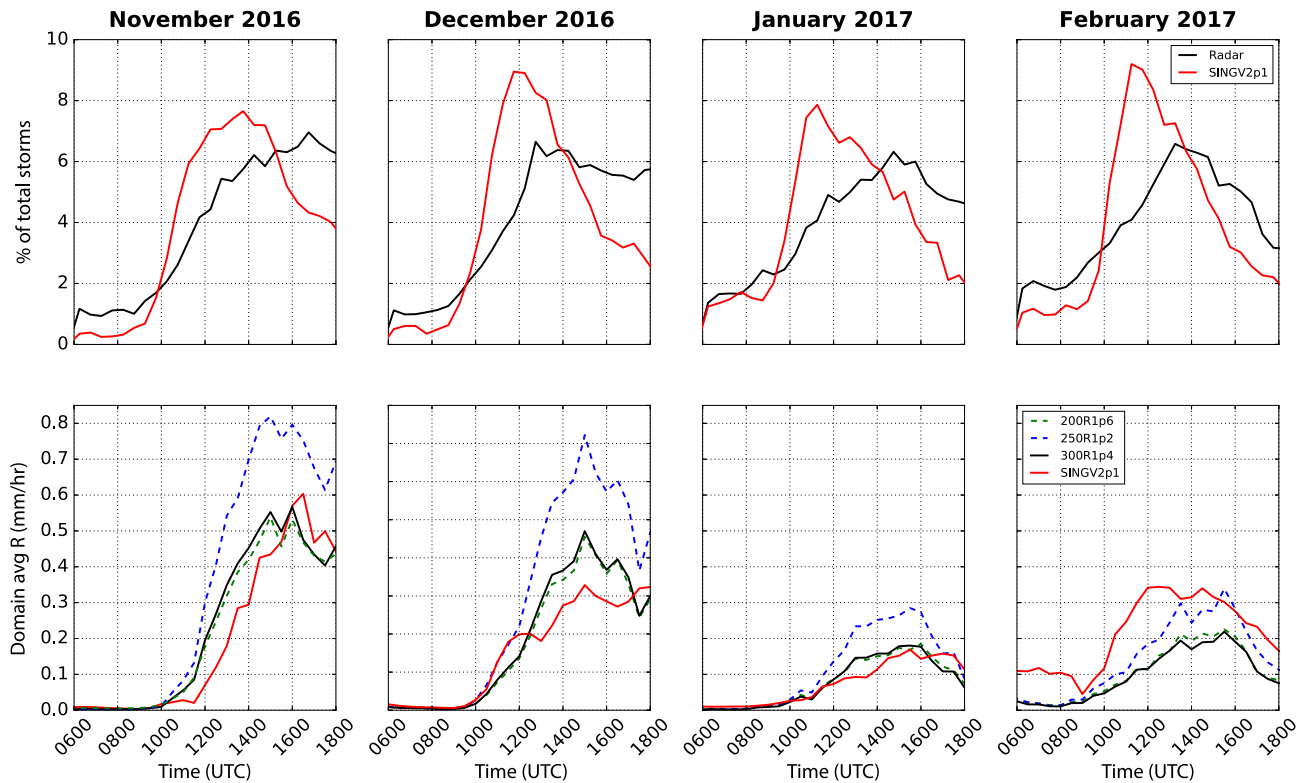 November 2016
December 2016
January 2017
February 2017
% of total storms
10
8
6
4
2
0
Radar
SINGV2p1
Domain avg R (mm/hr)
0.8
0.7
0.6
0.5
0.4
0.3
0.2
0.1
0.0
200R1p6
250R1p2
300R1p4
SINGV2p1
0600 0800 1000 1200 1400 1600 1800
0600 0800 1000 1200 1400 1600 1800
0600 0800 1000 1200 1400 1600 1800
0600 0800 1000 1200 1400 1600 1800
Time (UTC)
Time (UTC)
Time (UTC)
Time (UTC)